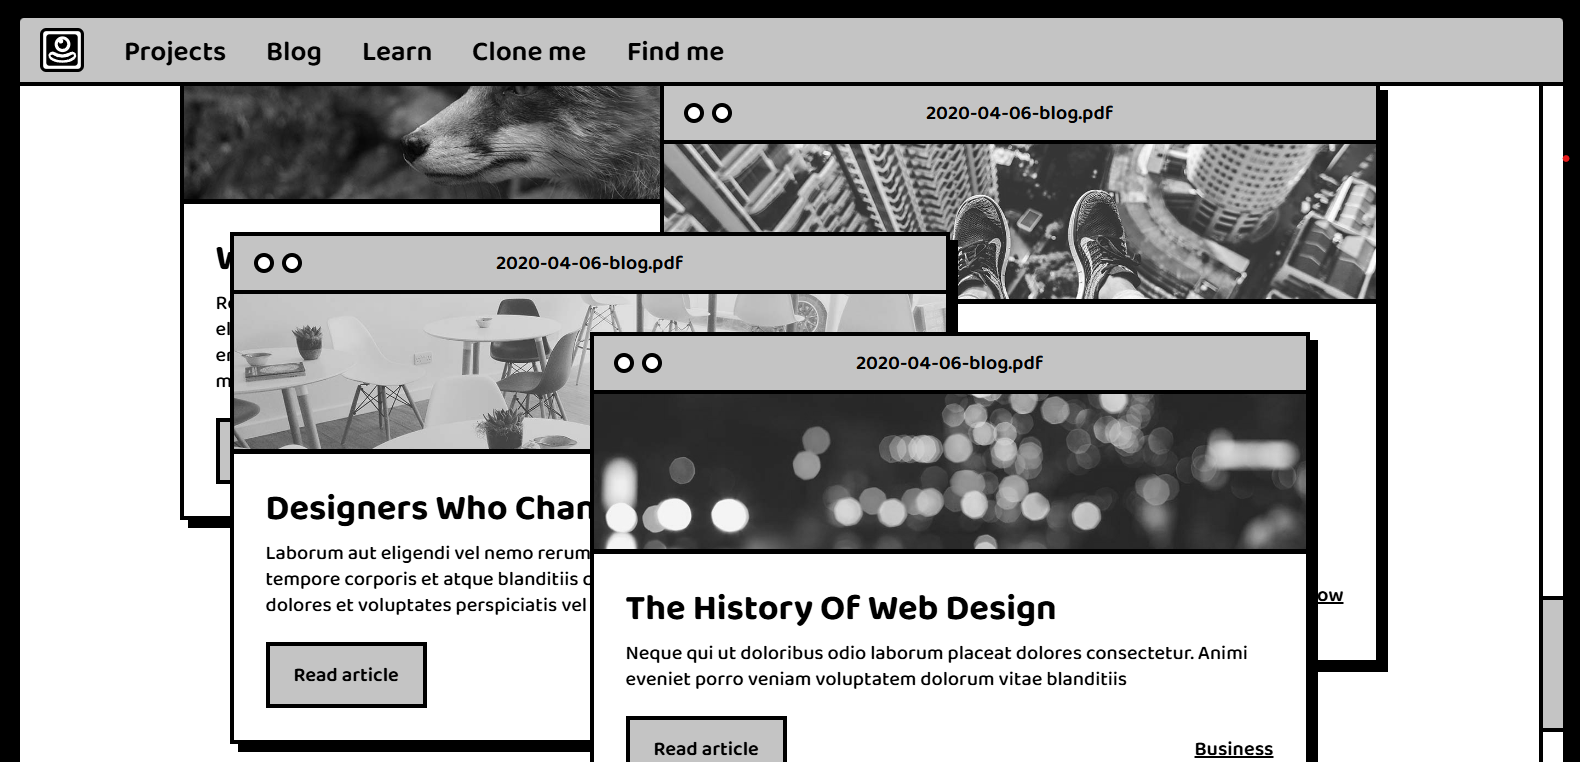 Projects
Blog
Learn
Clone me
Find me
2020-04-06-blog.pdf
2020-04-06-blog.pdf
2020-04-06-blog.pdf
Designers Who Chan
Laborum aut eligendi vel nemo rerum
tempore corporis et atque blanditiis
dolores et voluptates perspiciatis vel
Read article
The History Of Web Design
Neque qui ut doloribus odio laborum placeat dolores consectetur. Animi
eveniet porro veniam voluptatem dolorum vitae blanditiis
Read article
Business
ow